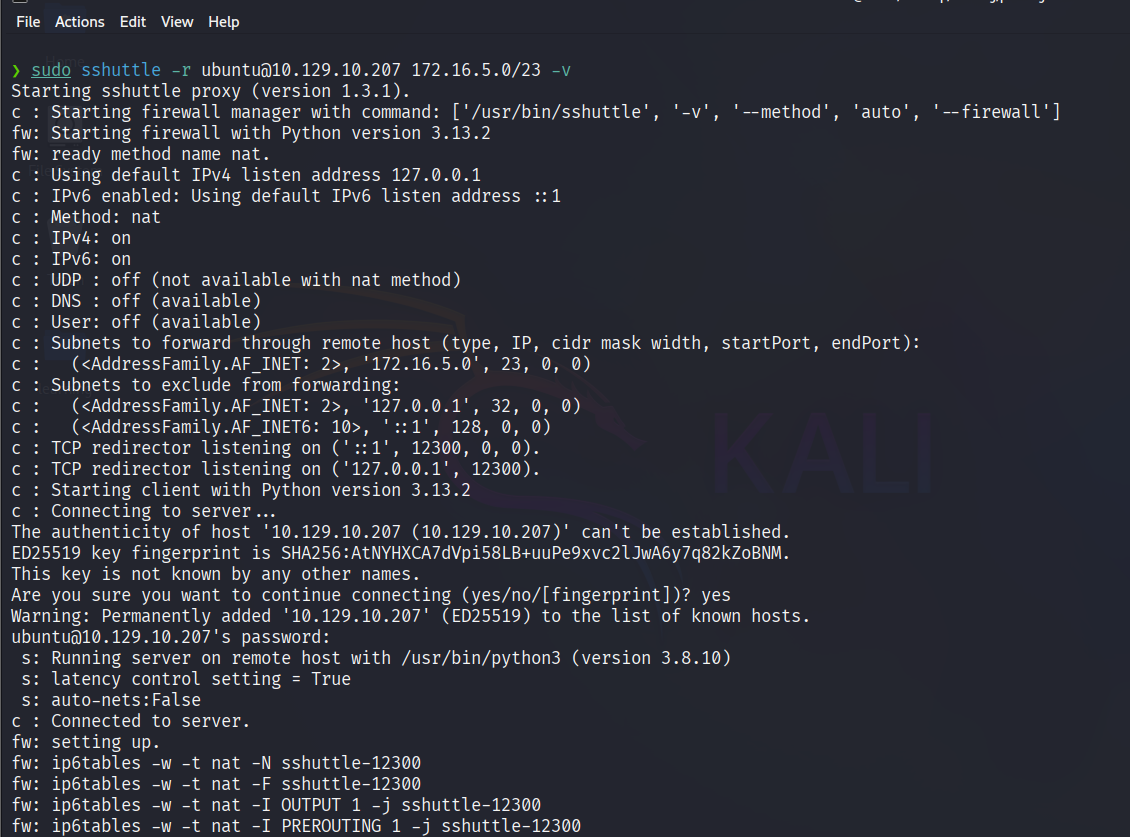 File Actions Edit View Help
❯ sudo sshuttle -r ubuntu@10.129.10.207 172.16.5.0/23 -v
Starting sshuttle proxy (version 1.3.1).
c : Starting firewall manager with command: ['/usr/bin/sshuttle', '-v', '--method', 'auto', '--firewall']
fw: Starting firewall with Python version 3.13.2
fw: ready method name nat.
c : Using default IPv4 listen address 127.0.0.1
c : IPv6 enabled: Using default IPv6 listen address ::1
c : Method: nat
c : IPv4: on
c : IPv6: on
c : UDP : off (not available with nat method)
c : DNS : off (available)
c : User: off (available)
c : Subnets to forward through remote host (type, IP, cidr mask width, startPort, endPort):
c :   (<AddressFamily.AF_INET: 2>, '172.16.5.0', 23, 0, 0)
c : Subnets to exclude from forwarding:
c :   (<AddressFamily.AF_INET: 2>, '127.0.0.1', 32, 0, 0)
c :   (<AddressFamily.AF_INET6: 10>, '::1', 128, 0, 0)
c : TCP redirector listening on ('::1', 12300, 0, 0).
c : TCP redirector listening on ('127.0.0.1', 12300).
c : Starting client with Python version 3.13.2
c : Connecting to server...
The authenticity of host '10.129.10.207 (10.129.10.207)' can't be established.
ED25519 key fingerprint is SHA256:AtNYHXCA7dVpi58LB+uuPe9xvc2lJwA6y7q82kZoBNM.
This key is not known by any other names.
Are you sure you want to continue connecting (yes/no/[fingerprint])? yes
Warning: Permanently added '10.129.10.207' (ED25519) to the list of known hosts.
ubuntu@10.129.10.207's password:
 s: Running server on remote host with /usr/bin/python3 (version 3.8.10)
 s: latency control setting = True
 s: auto-nets:False
c : Connected to server.
fw: setting up.
fw: ip6tables -w -t nat -N sshuttle-12300
fw: ip6tables -w -t nat -F sshuttle-12300
fw: ip6tables -w -t nat -I OUTPUT 1 -j sshuttle-12300
fw: ip6tables -w -t nat -I PREROUTING 1 -j sshuttle-12300
KALI